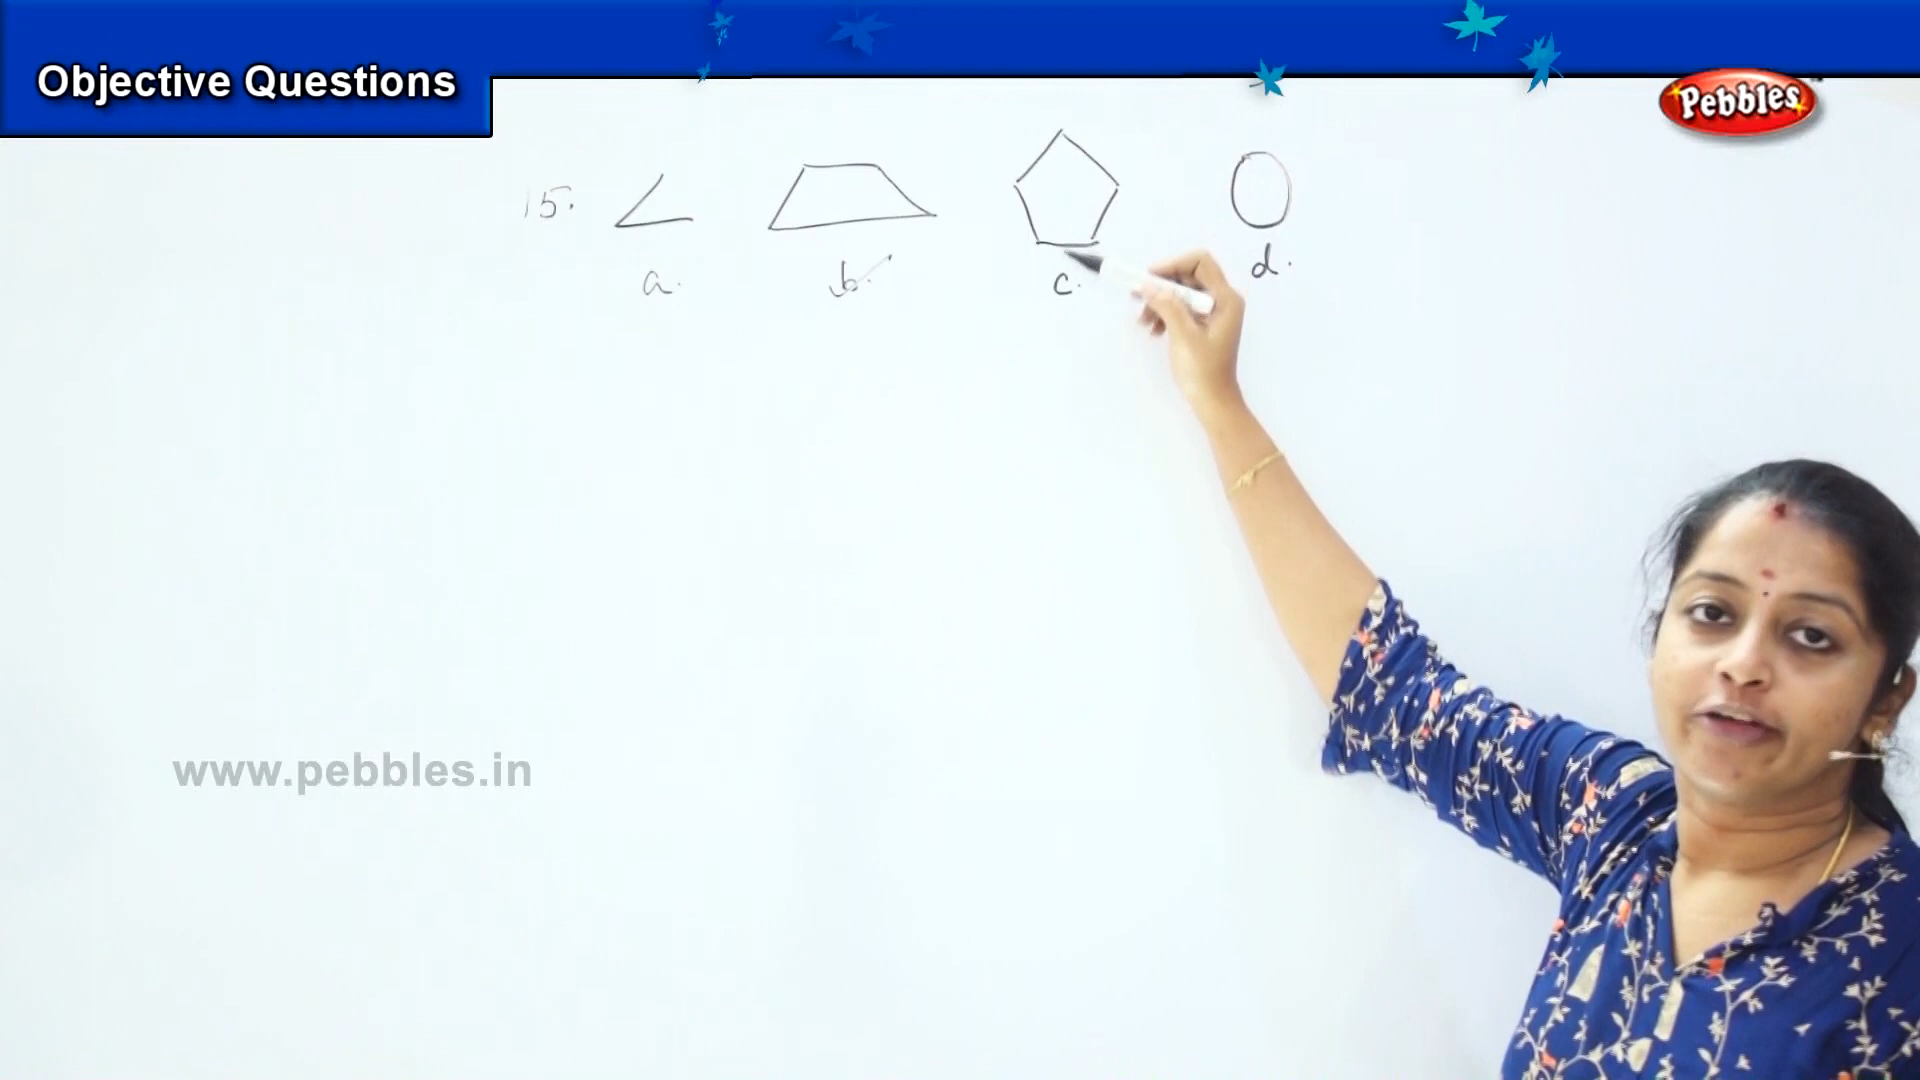 Objective Questions
Pebbles
15.
a. b. c. d.
www.pebbles.in